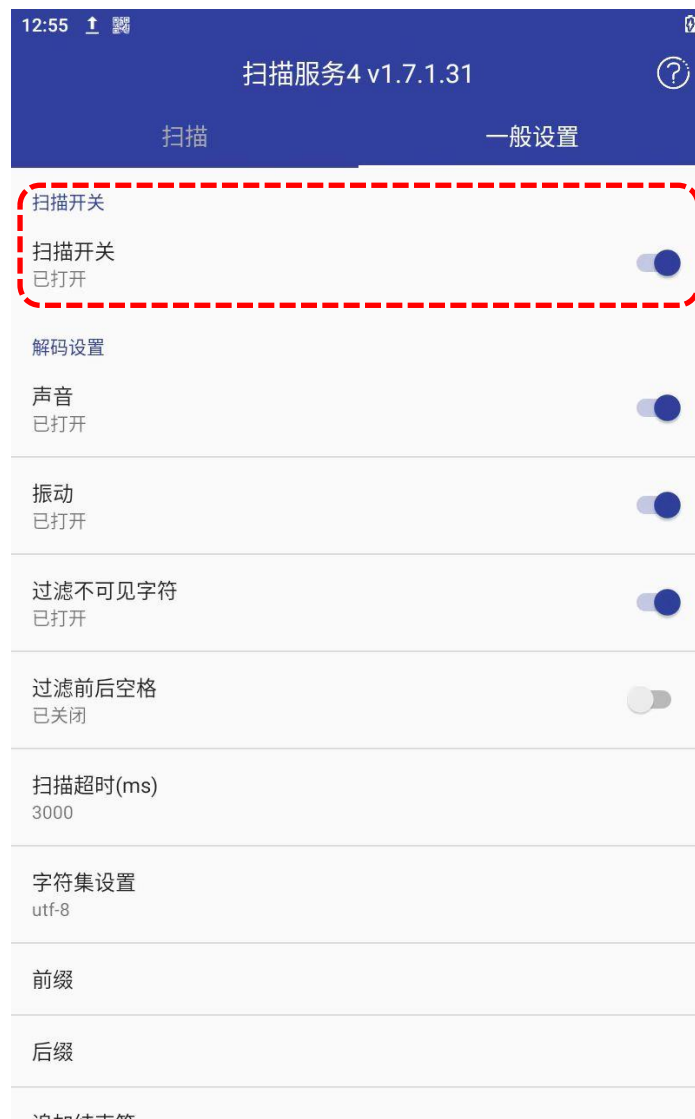 12:55
扫描服务4 v1.7.1.31
扫描
一般设置
扫描开关
扫描开关
已打开
解码设置
声音
已打开
振动
已打开
过滤不可见字符
已打开
过滤前后空格
已关闭
扫描超时(ms)
3000
字符集设置
utf-8
前缀
后缀